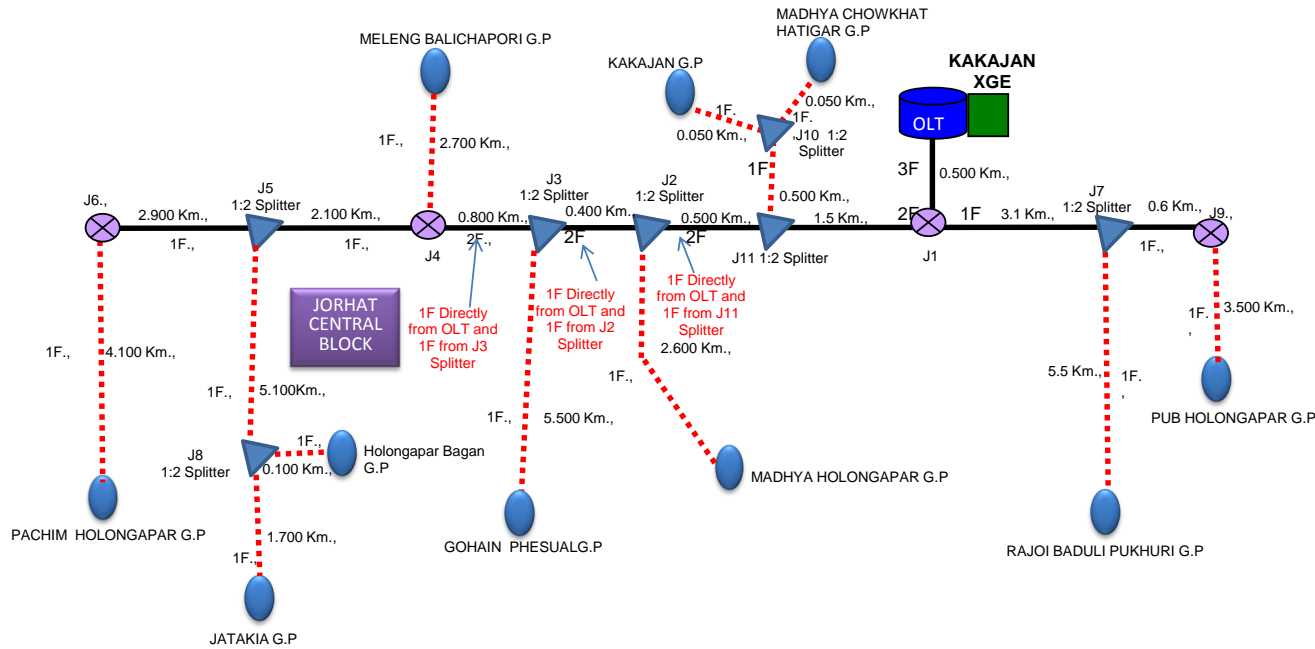 MADHYA CHOWKHAT
HATIGAR G.P
MELENG BALICHAPORI G.P
KAKAJAN G.P
KAKAJAN
XGE
OLT
0.050 Km.,
1F.
0.050 Km.,
1F.
,
J10 1:2
Splitter
1F.,
2.700 Km.,
1F
3F
0.500 Km.,
0.500 Km.,
J6.,
J5
1:2 Splitter
J3
1:2 Splitter
J2
1:2 Splitter
J7
1:2 Splitter
J9.,
2.900 Km.,
1F.,
2.100 Km.,
1F.,
J4
0.800 Km.,
2F.,
0.400 Km.,
2F
0.500 Km.,
2F
J11 1:2 Splitter
1.5 Km.,
2F
J1
1F
3.1 Km.,
0.6 Km.,
1F.,
JORHAT
CENTRAL
BLOCK
1F Directly
from OLT and
1F from J3
Splitter
1F Directly
from OLT and
1F from J2
Splitter
1F Directly
from OLT and
1F from J11
Splitter
1F.,
4.100 Km.,
1F.,
5.100Km.,
1F.,
5.500 Km.,
2.600 Km.,
1F.,
5.5 Km.,
1F.
,
1F.
,
3.500 Km.,
PUB HOLONGAPAR G.P
J8
1:2 Splitter
1F.,
0.100 Km.,
Holongapar Bagan
G.P
1.700 Km.,
1F.,
PACHIM HOLONGAPAR G.P
GOHAIN PHESUALG.P
MADHYA HOLONGAPAR G.P
RAJOI BADULI PUKHURI G.P
JATAKIA G.P